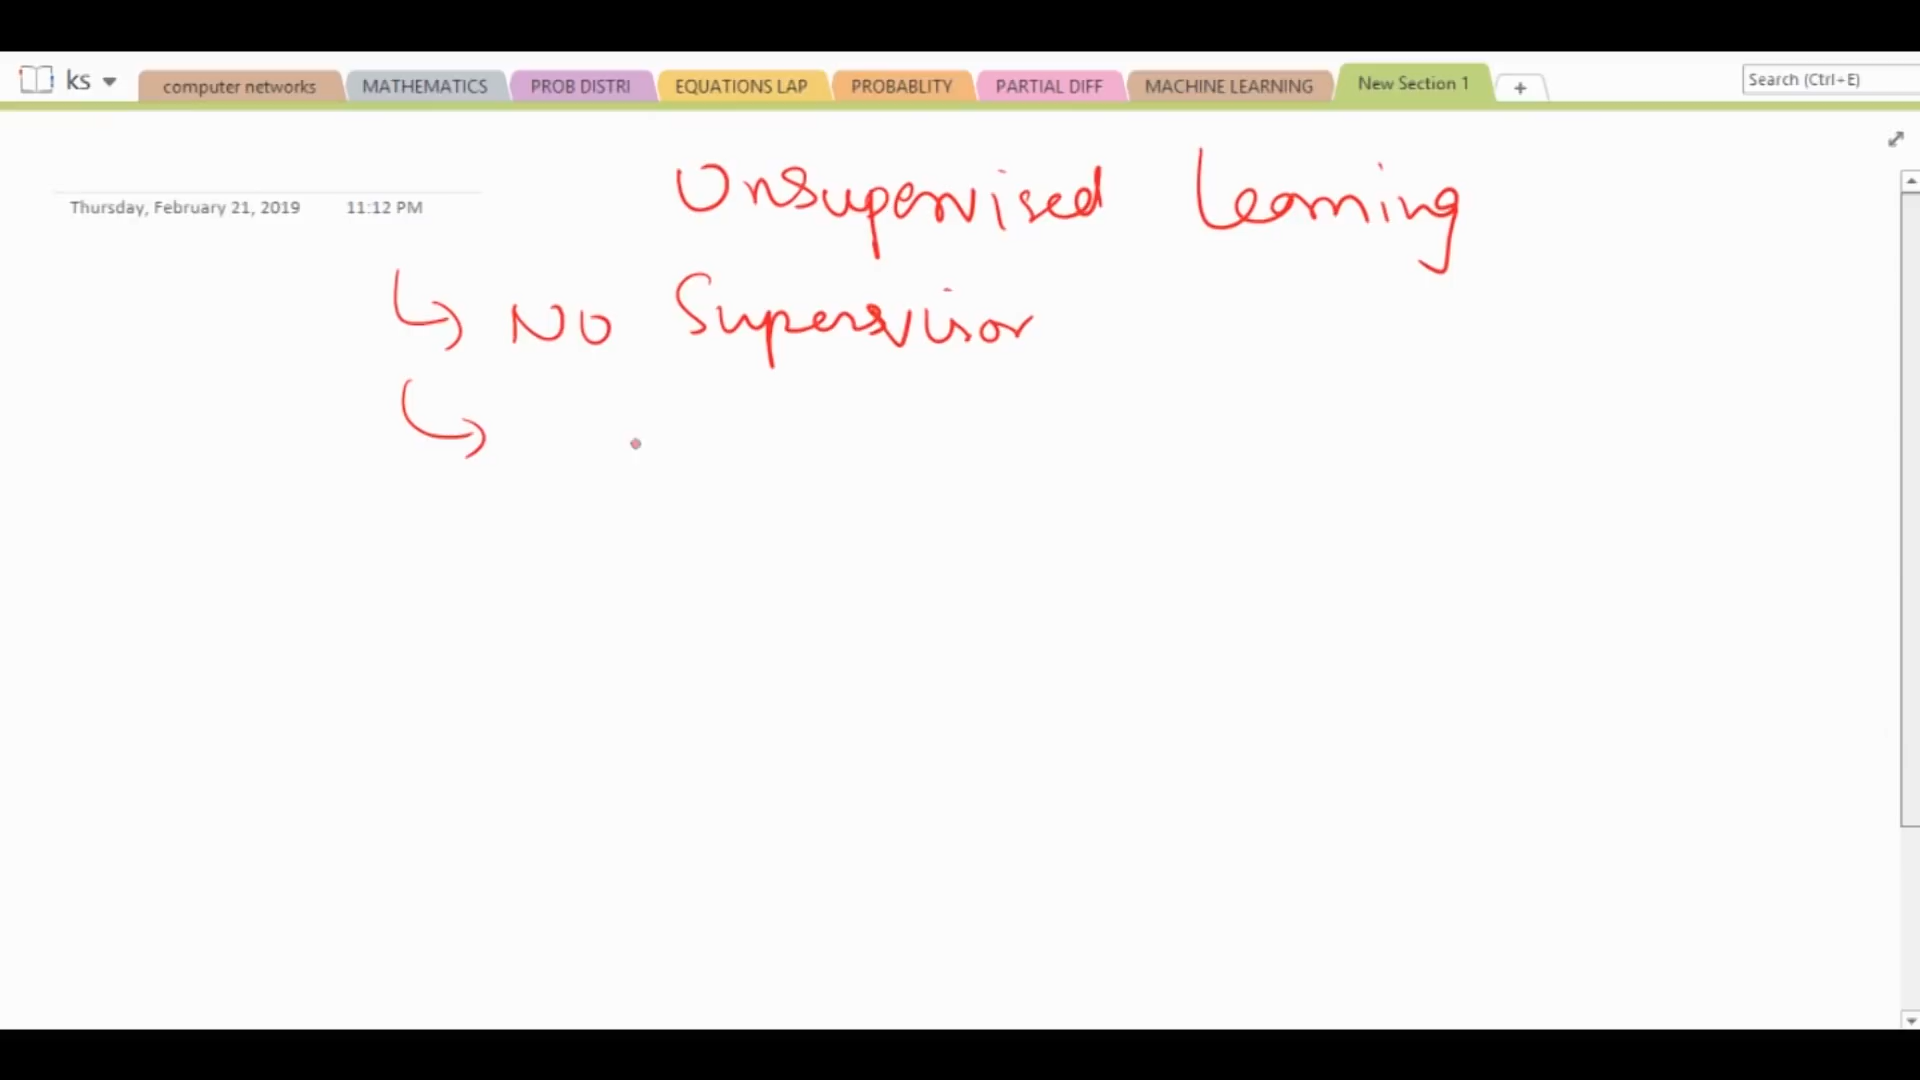 ks computer networks MATHEMATICS PROB DISTRI EQUATIONS LAP PROBABLITY PARTIAL DIFF MACHINE LEARNING New Section 1 + Search (Ctrl+E)
Unsupervised Learning
Thursday, February 21, 2019 11:12 PM
↳ No Supervisor
↳